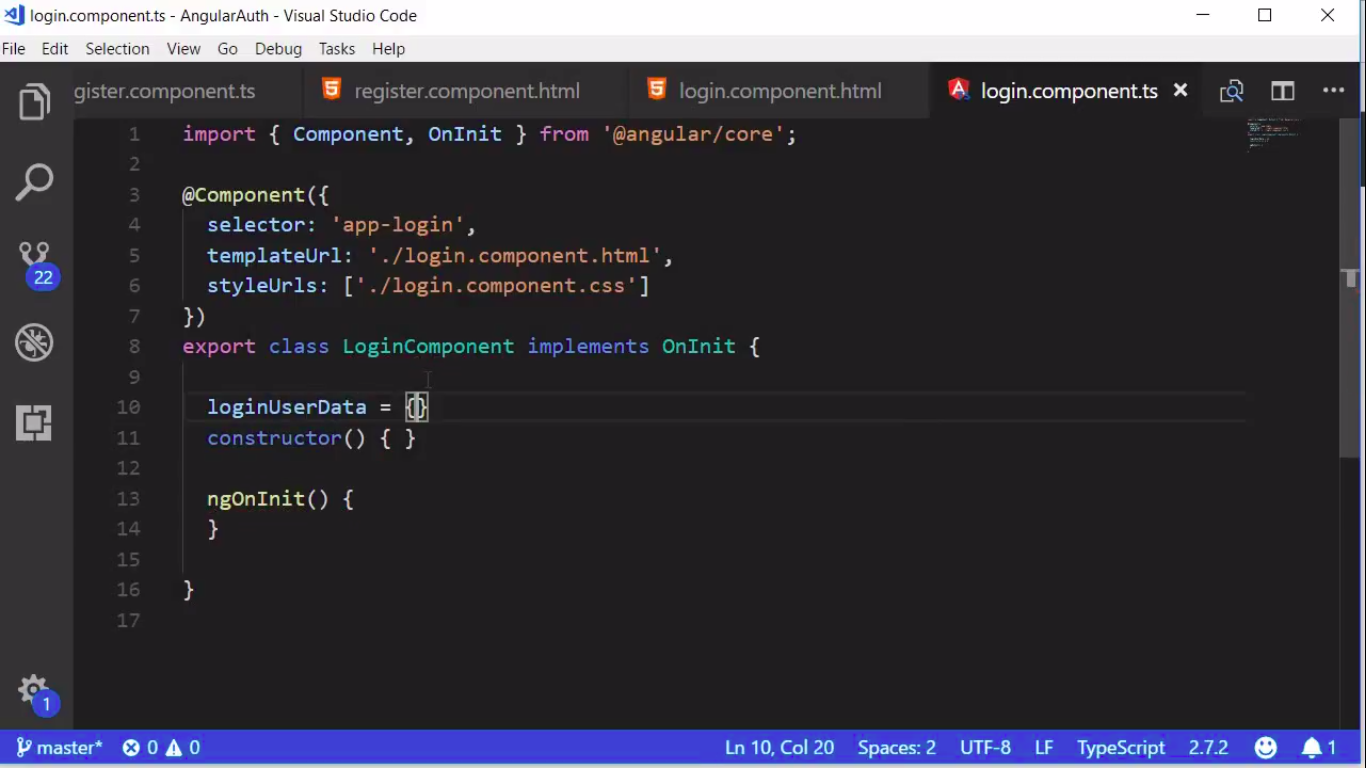 login.component.ts - AngularAuth - Visual Studio Code
File Edit Selection View Go Debug Tasks Help
gister.component.ts register.component.html login.component.html login.component.ts
1 import { Component, OnInit } from '@angular/core';
2
3 @Component({
4 selector: 'app-login',
5 templateUrl: './login.component.html',
6 styleUrls: ['./login.component.css']
7 })
8 export class LoginComponent implements OnInit {
9
10 loginUserData = {}
11 constructor() { }
12
13 ngOnInit() {
14 }
15
16 }
17
22
1
master* 0 0 Ln 10, Col 20 Spaces: 2 UTF-8 LF TypeScript 2.7.2 1